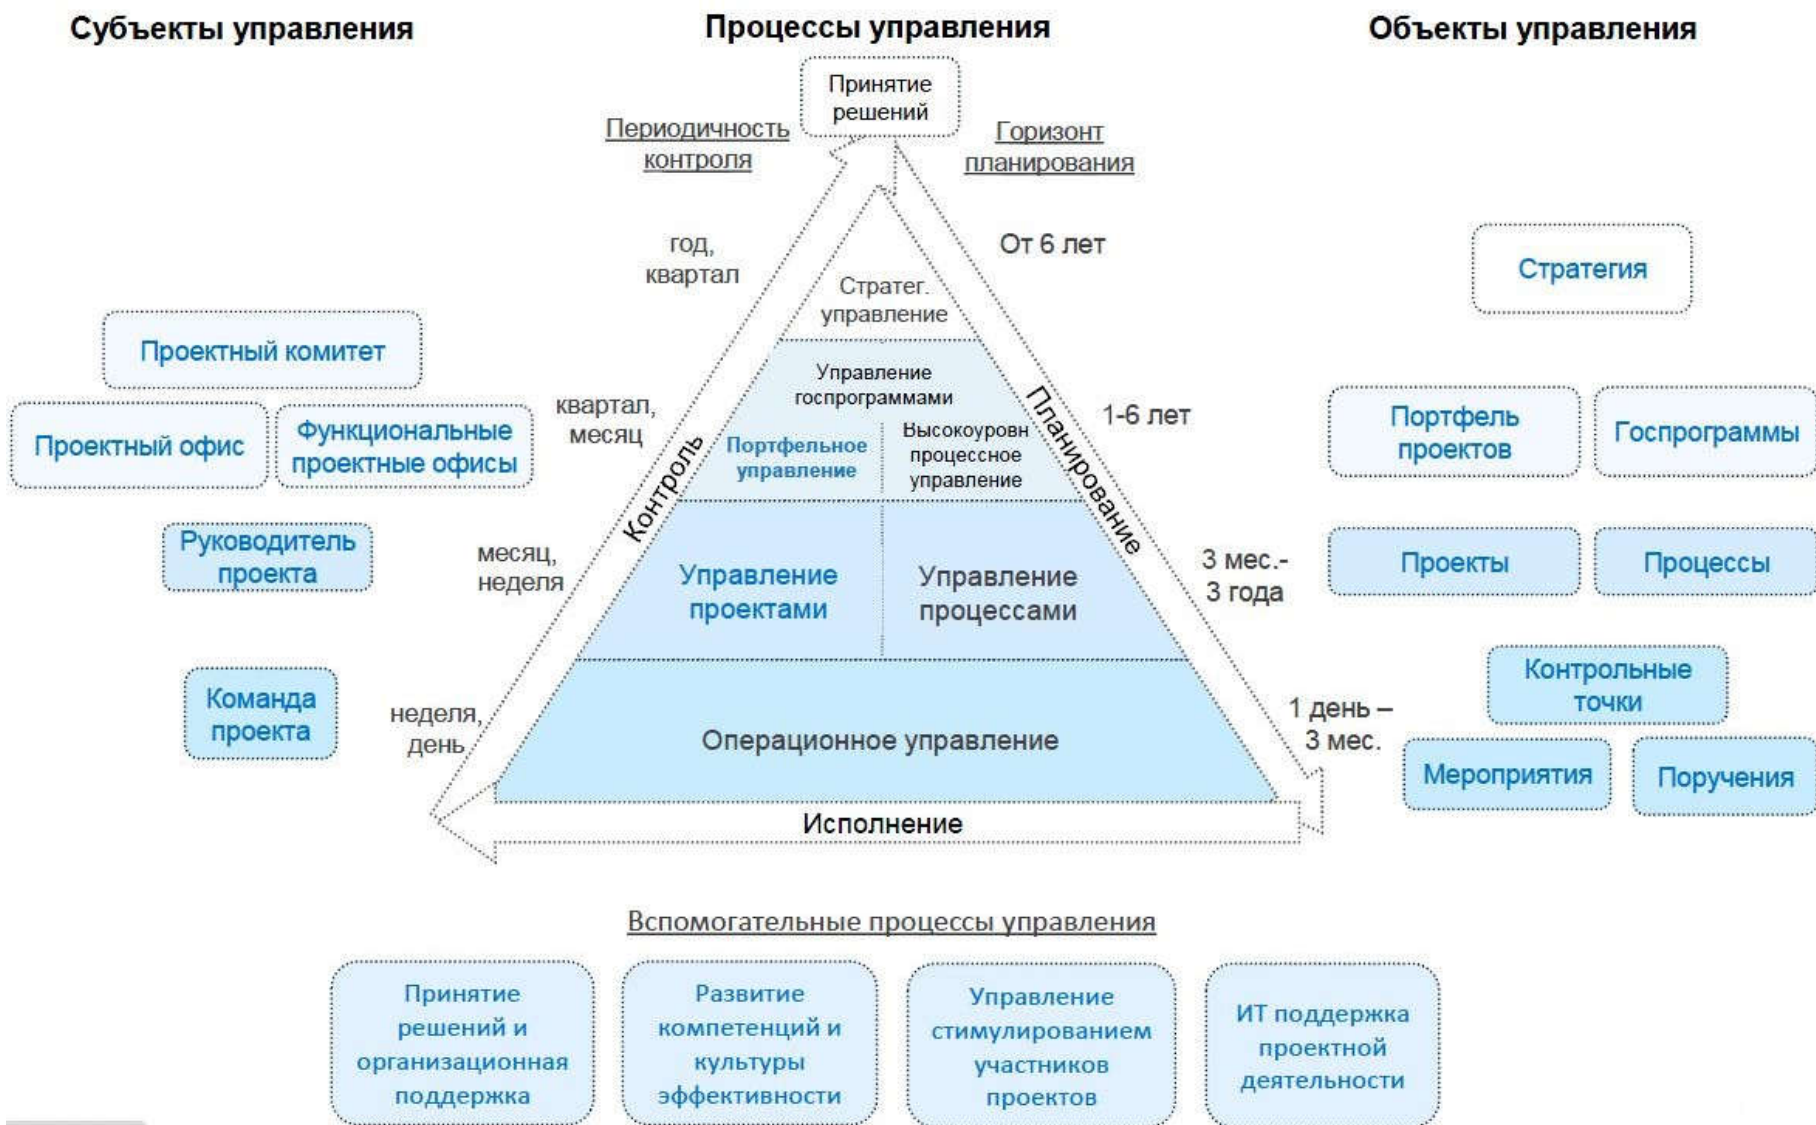 Субъекты управления
Процессы управления
Объекты управления
Принятие
решений
Периодичность
контроля
Горизонт
планирования
год,
квартал
От 6 лет
Стратег.
управление
Стратегия
Проектный комитет
Управление
госпрограммами
квартал,
месяц
1-6 лет
Проектный офис
Функциональные
проектные офисы
Портфельное
управление
Высокоуровн
процессное
управление
Портфель
проектов
Госпрограммы
Контроль
Планирование
Руководитель
проекта
месяц,
неделя
Управление
проектами
Управление
процессами
3 мес.-
3 года
Проекты
Процессы
Команда
проекта
неделя,
день
Операционное управление
1 день –
3 мес.
Контрольные
точки
Мероприятия
Поручения
Исполнение
Вспомогательные процессы управления
Принятие
решений и
организационная
поддержка
Развитие
компетенций и
культуры
эффективности
Управление
стимулированием
участников
проектов
ИТ поддержка
проектной
деятельности